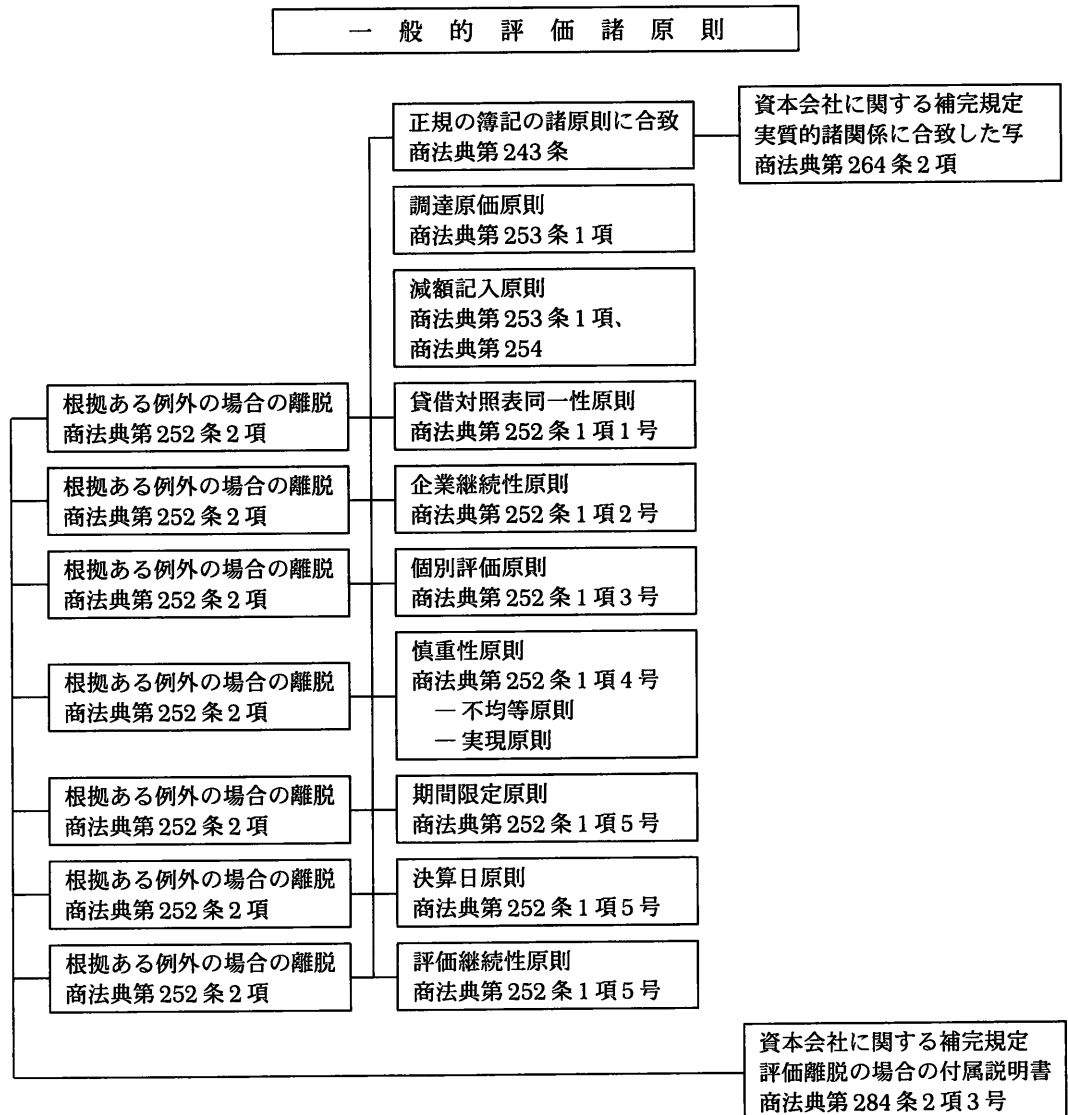 一般的評価諸原則
正規の簿記の諸原則に合致
商法典第243条
資本会社に関する補完規定
実質的諸関係に合致した写
商法典第264条2項
調達原価原則
商法典第253条1項
減額記入原則
商法典第253条1項、
商法典第254
根拠ある例外の場合の離脱
商法典第252条2項
貸借対照表同一性原則
商法典第252条1項1号
根拠ある例外の場合の離脱
商法典第252条2項
企業継続性原則
商法典第252条1項2号
根拠ある例外の場合の離脱
商法典第252条2項
個別評価原則
商法典第252条1項3号
根拠ある例外の場合の離脱
商法典第252条2項
慎重性原則
商法典第252条1項4号
― 不均等原則
― 実現原則
根拠ある例外の場合の離脱
商法典第252条2項
期間限定原則
商法典第252条1項5号
根拠ある例外の場合の離脱
商法典第252条2項
決算日原則
商法典第252条1項5号
根拠ある例外の場合の離脱
商法典第252条2項
評価継続性原則
商法典第252条1項5号
資本会社に関する補完規定
評価離脱の場合の付属説明書
商法典第284条2項3号